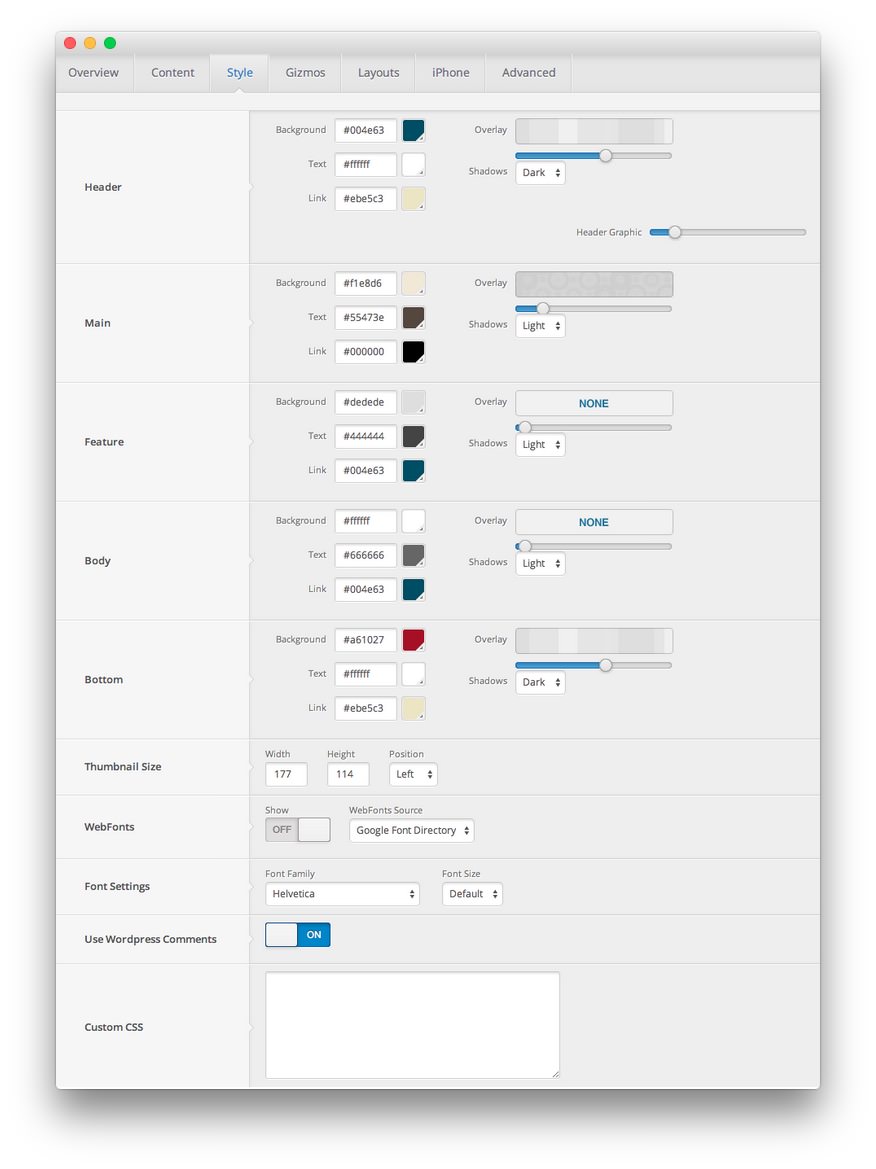 Overview Content Style Gizmos Layouts iPhone Advanced
Header
Background #004e63 Overlay
Text #ffffff Shadows Dark
Link #ebe5c3
Header Graphic
Main
Background #f1e8d6 Overlay
Text #55473e Shadows Light
Link #000000
Feature
Background #dedede Overlay NONE
Text #444444 Shadows Light
Link #004e63
Body
Background #ffffff Overlay NONE
Text #666666 Shadows Light
Link #004e63
Bottom
Background #a61027 Overlay
Text #ffffff Shadows Dark
Link #ebe5c3
Thumbnail Size
Width Height Position
177 114 Left
WebFonts
Show WebFonts Source
OFF Google Font Directory
Font Settings
Font Family Font Size
Helvetica Default
Use Wordpress Comments ON
Custom CSS